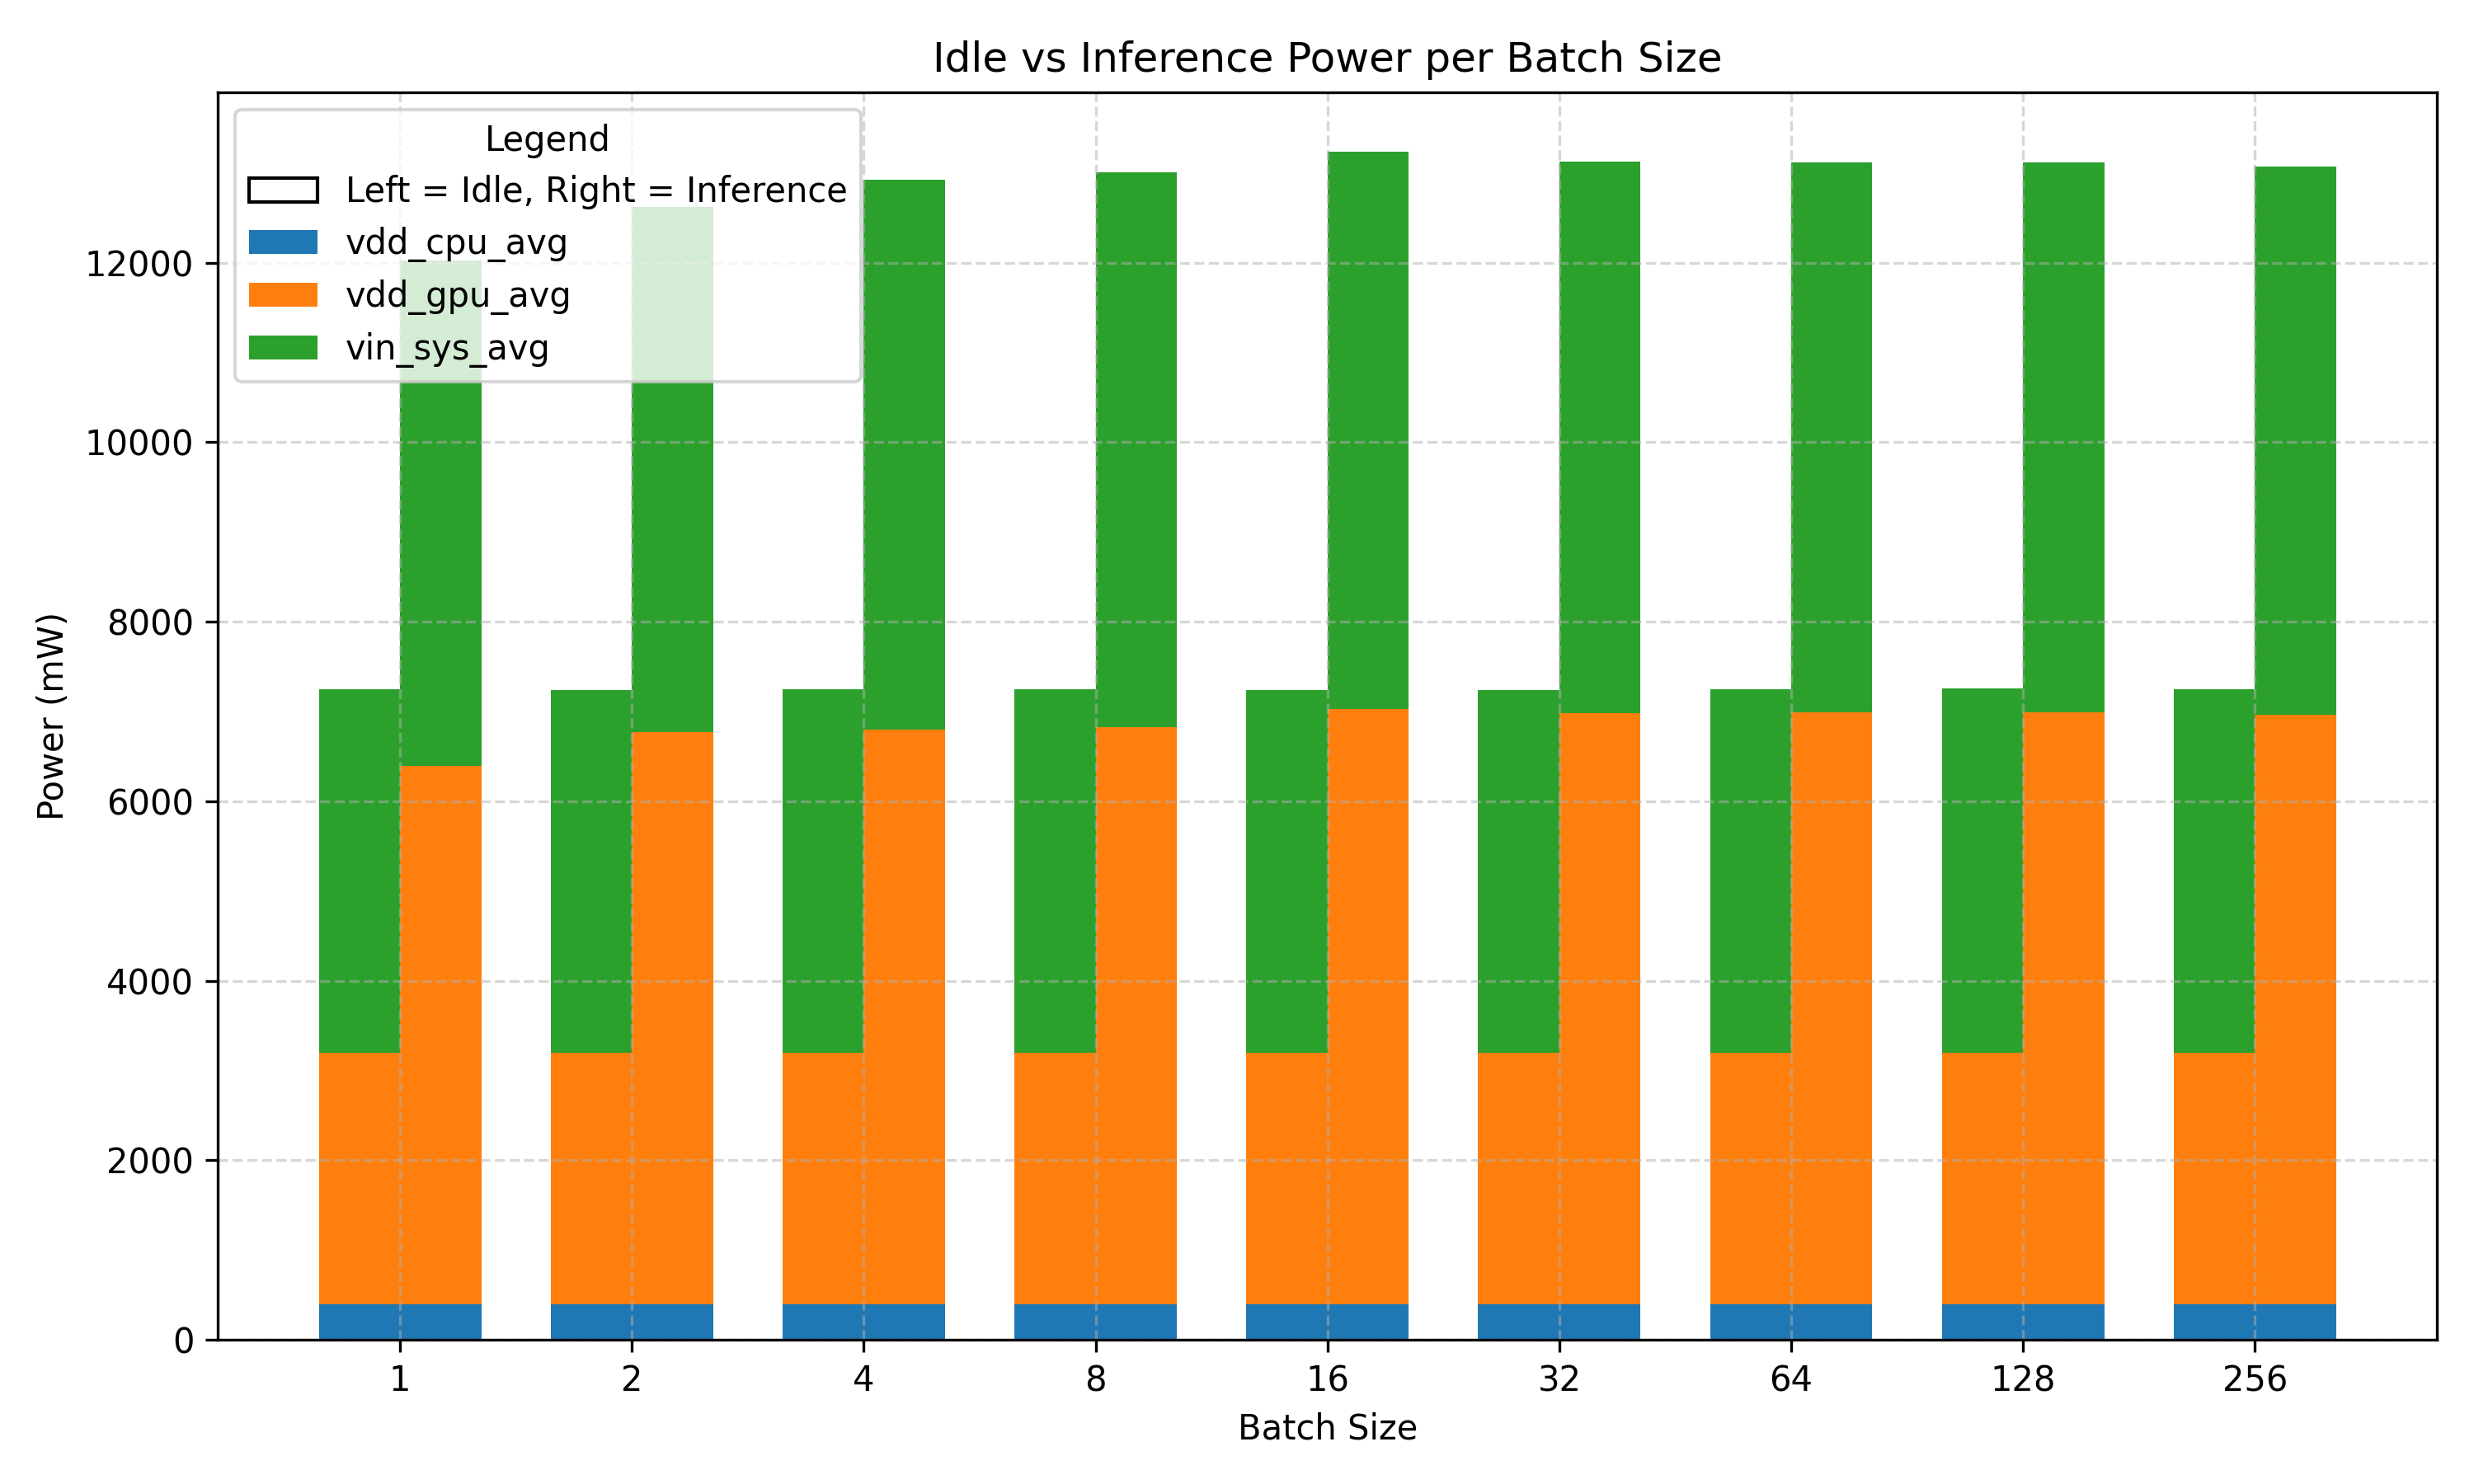 Idle vs Inference Power per Batch Size
Legend
Left = Idle, Right = Inference
vdd_cpu_avg
vdd_gpu_avg
vin_sys_avg
12000
10000
8000
6000
4000
2000
0
Power (mW)
1 2 4 8 16 32 64 128 256
Batch Size